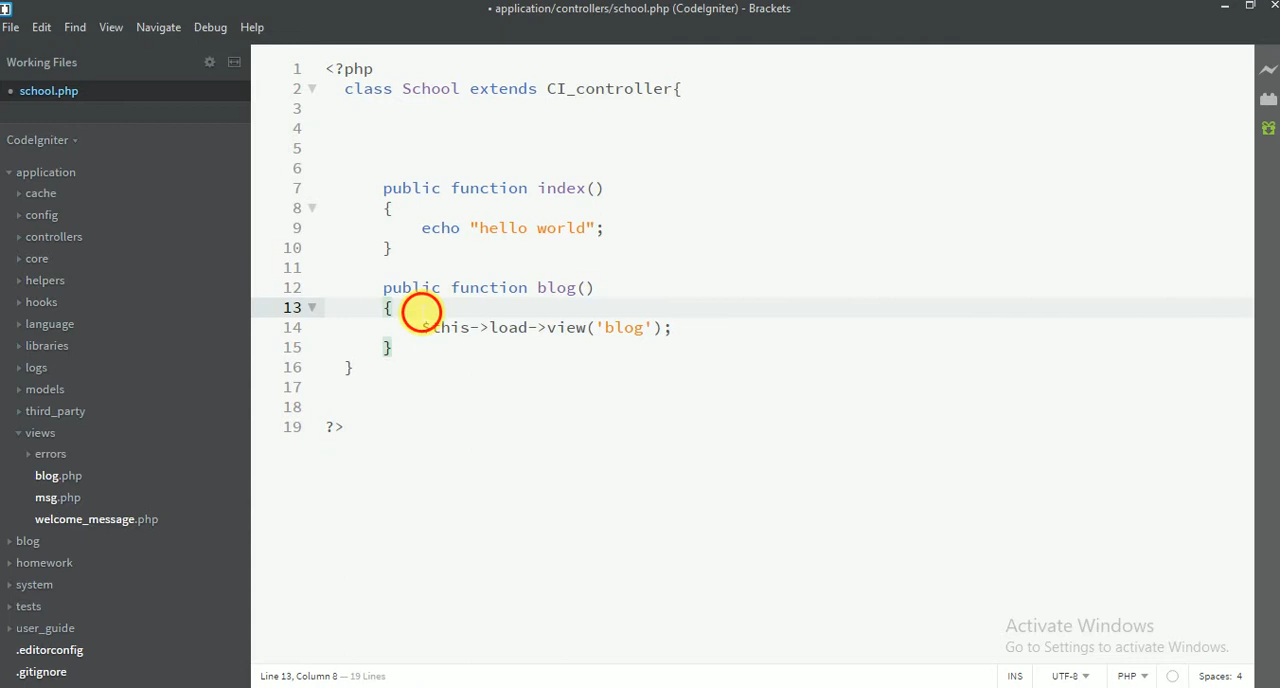 • application/controllers/school.php (CodeIgniter) - Brackets
File Edit Find View Navigate Debug Help
Working Files
• school.php
CodeIgniter
application
cache
config
controllers
core
helpers
hooks
language
libraries
logs
models
third_party
views
errors
blog.php
msg.php
welcome_message.php
blog
homework
system
tests
user_guide
.editorconfig
.gitignore
1 <?php
2 class School extends CI_controller{
3
4
5
6
7 public function index()
8 {
9 echo "hello world";
10 }
11
12 public function blog()
13 {
14 $this->load->view('blog');
15 }
16 }
17
18
19 ?>
Activate Windows
Go to Settings to activate Windows.
Line 13, Column 8 — 19 Lines
INS UTF-8 PHP Spaces: 4